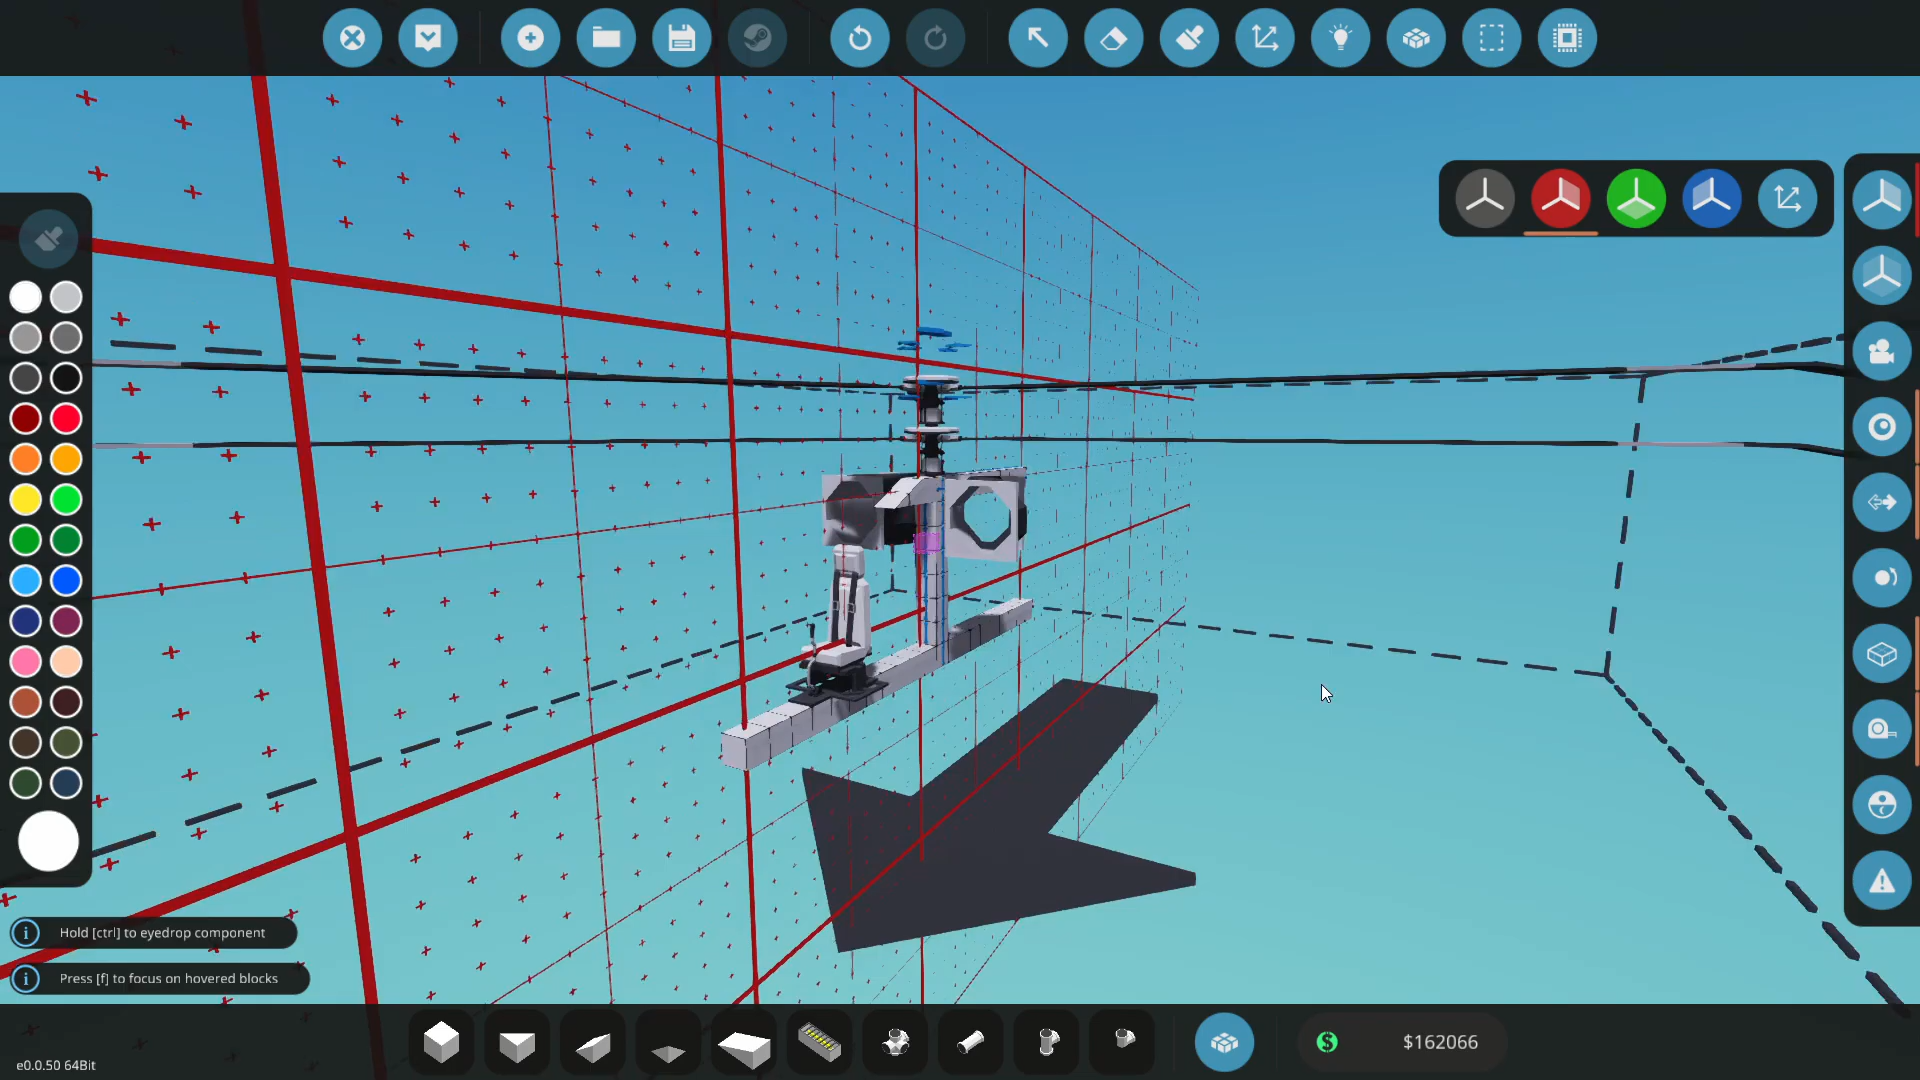 Hold [ctrl] to eyedrop component
Press [f] to focus on hovered blocks
e0.0.50 64Bit
$162066